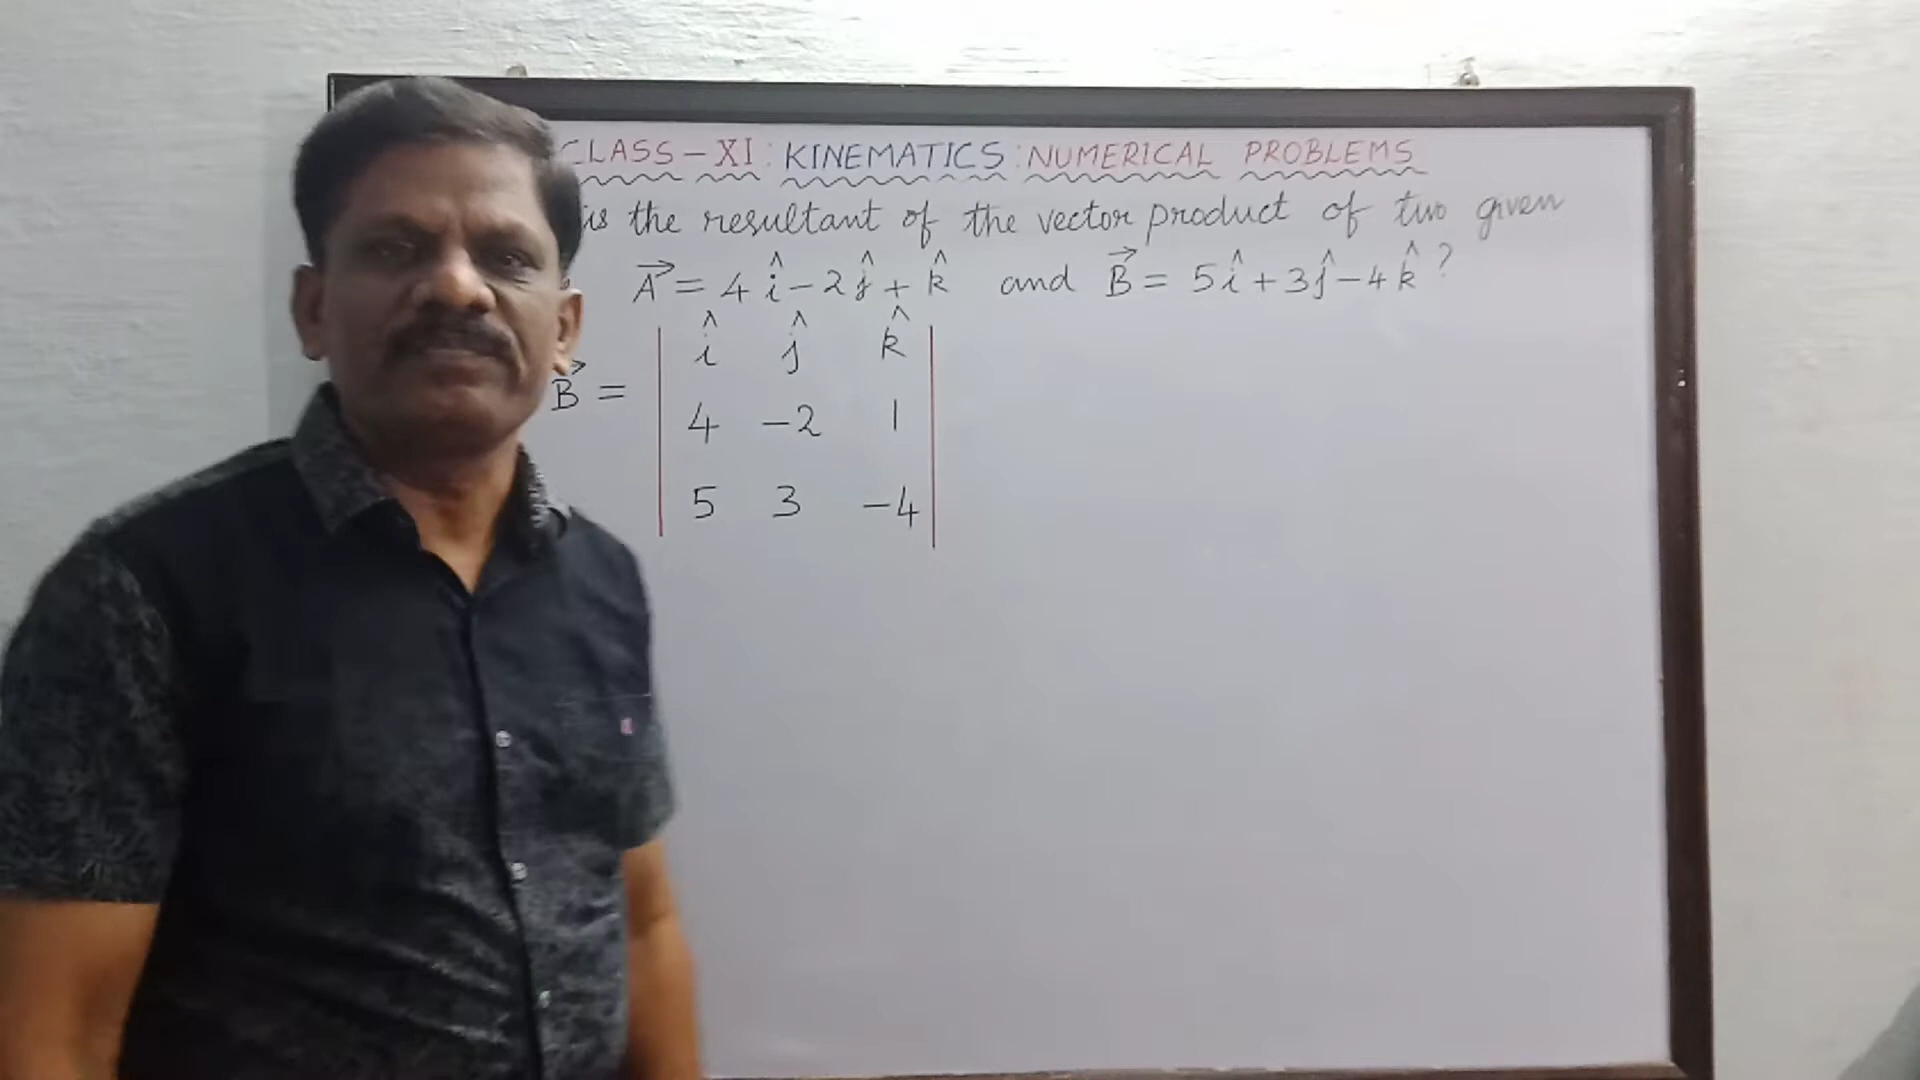 CLASS-XI: KINEMATICS: NUMERICAL PROBLEMS
is the resultant of the vector product of two given
A⃗ = 4î - 2ĵ + k̂ and B⃗ = 5î + 3ĵ - 4k̂ ?
î ĵ k̂
B⃗ =
4 -2 1
5 3 -4